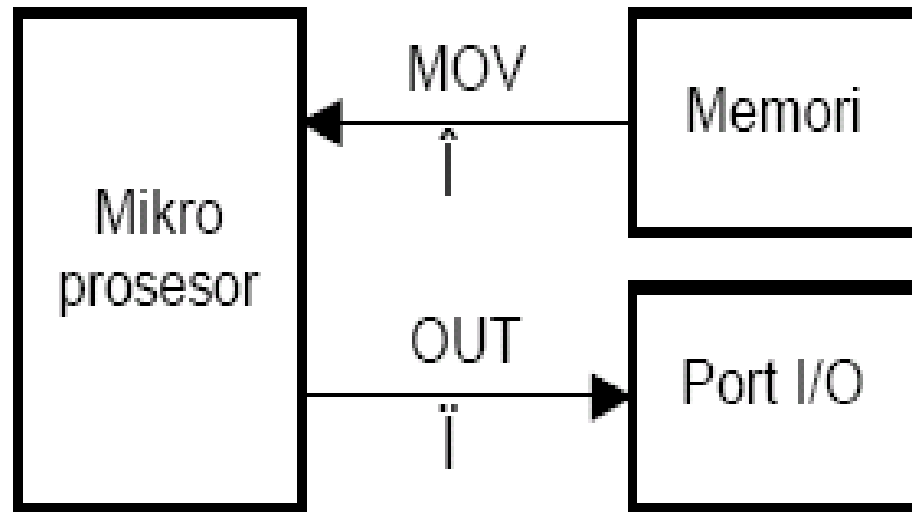 MOV
Î
Memori
Mikro
prosesor
OUT
Ï
Port I/O